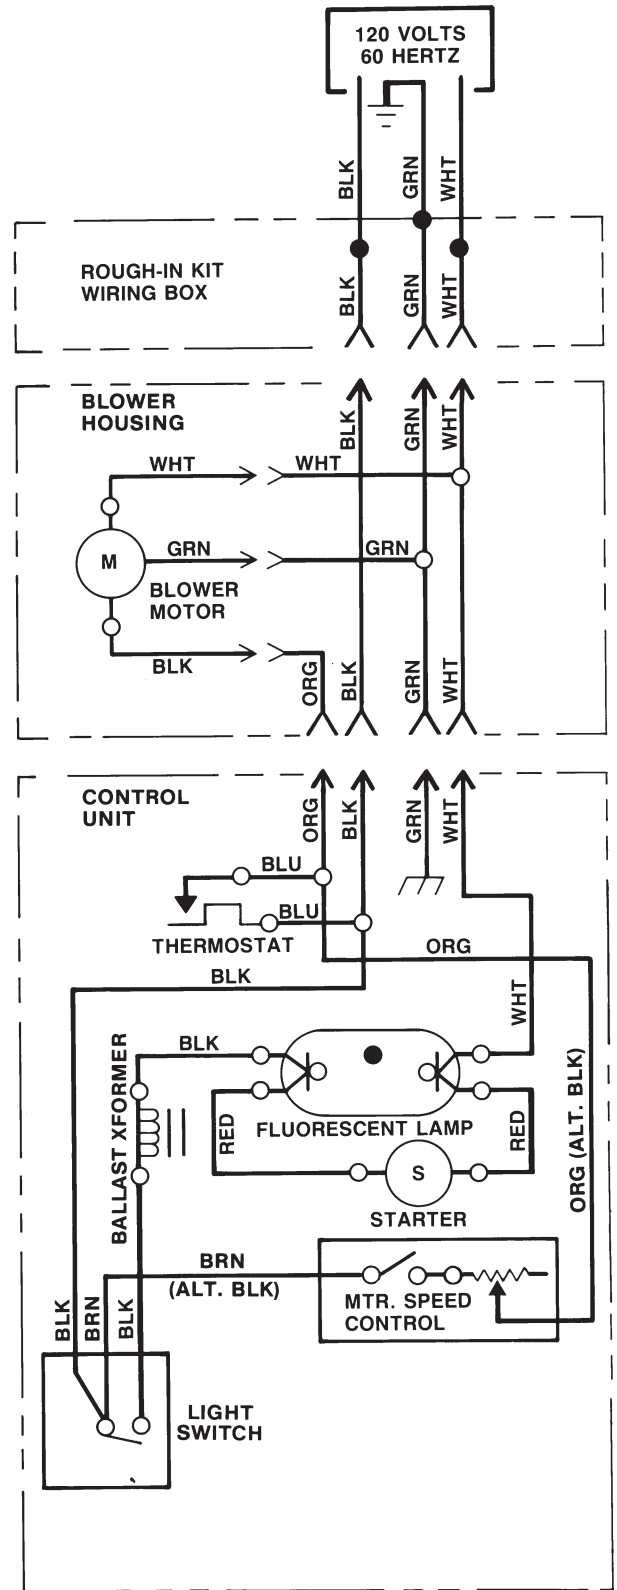 120 VOLTS
60 HERTZ
BLK
GRN
WHT
ROUGH-IN KIT
WIRING BOX
BLK
GRN
WHT
BLOWER
HOUSING
BLK
GRN
WHT
WHT
WHT
GRN
GRN
M
BLOWER
MOTOR
BLK
ORG
BLK
GRN
WHT
CONTROL
UNIT
ORG
BLK
GRN
WHT
BLU
BLU
THERMOSTAT
ORG
BLK
WHT
BLK
BALLAST XFORMER
FLUORESCENT LAMP
RED
RED
S
STARTER
ORG (ALT. BLK)
BRN
(ALT. BLK)
MTR. SPEED
CONTROL
BLK
BRN
BLK
LIGHT
SWITCH